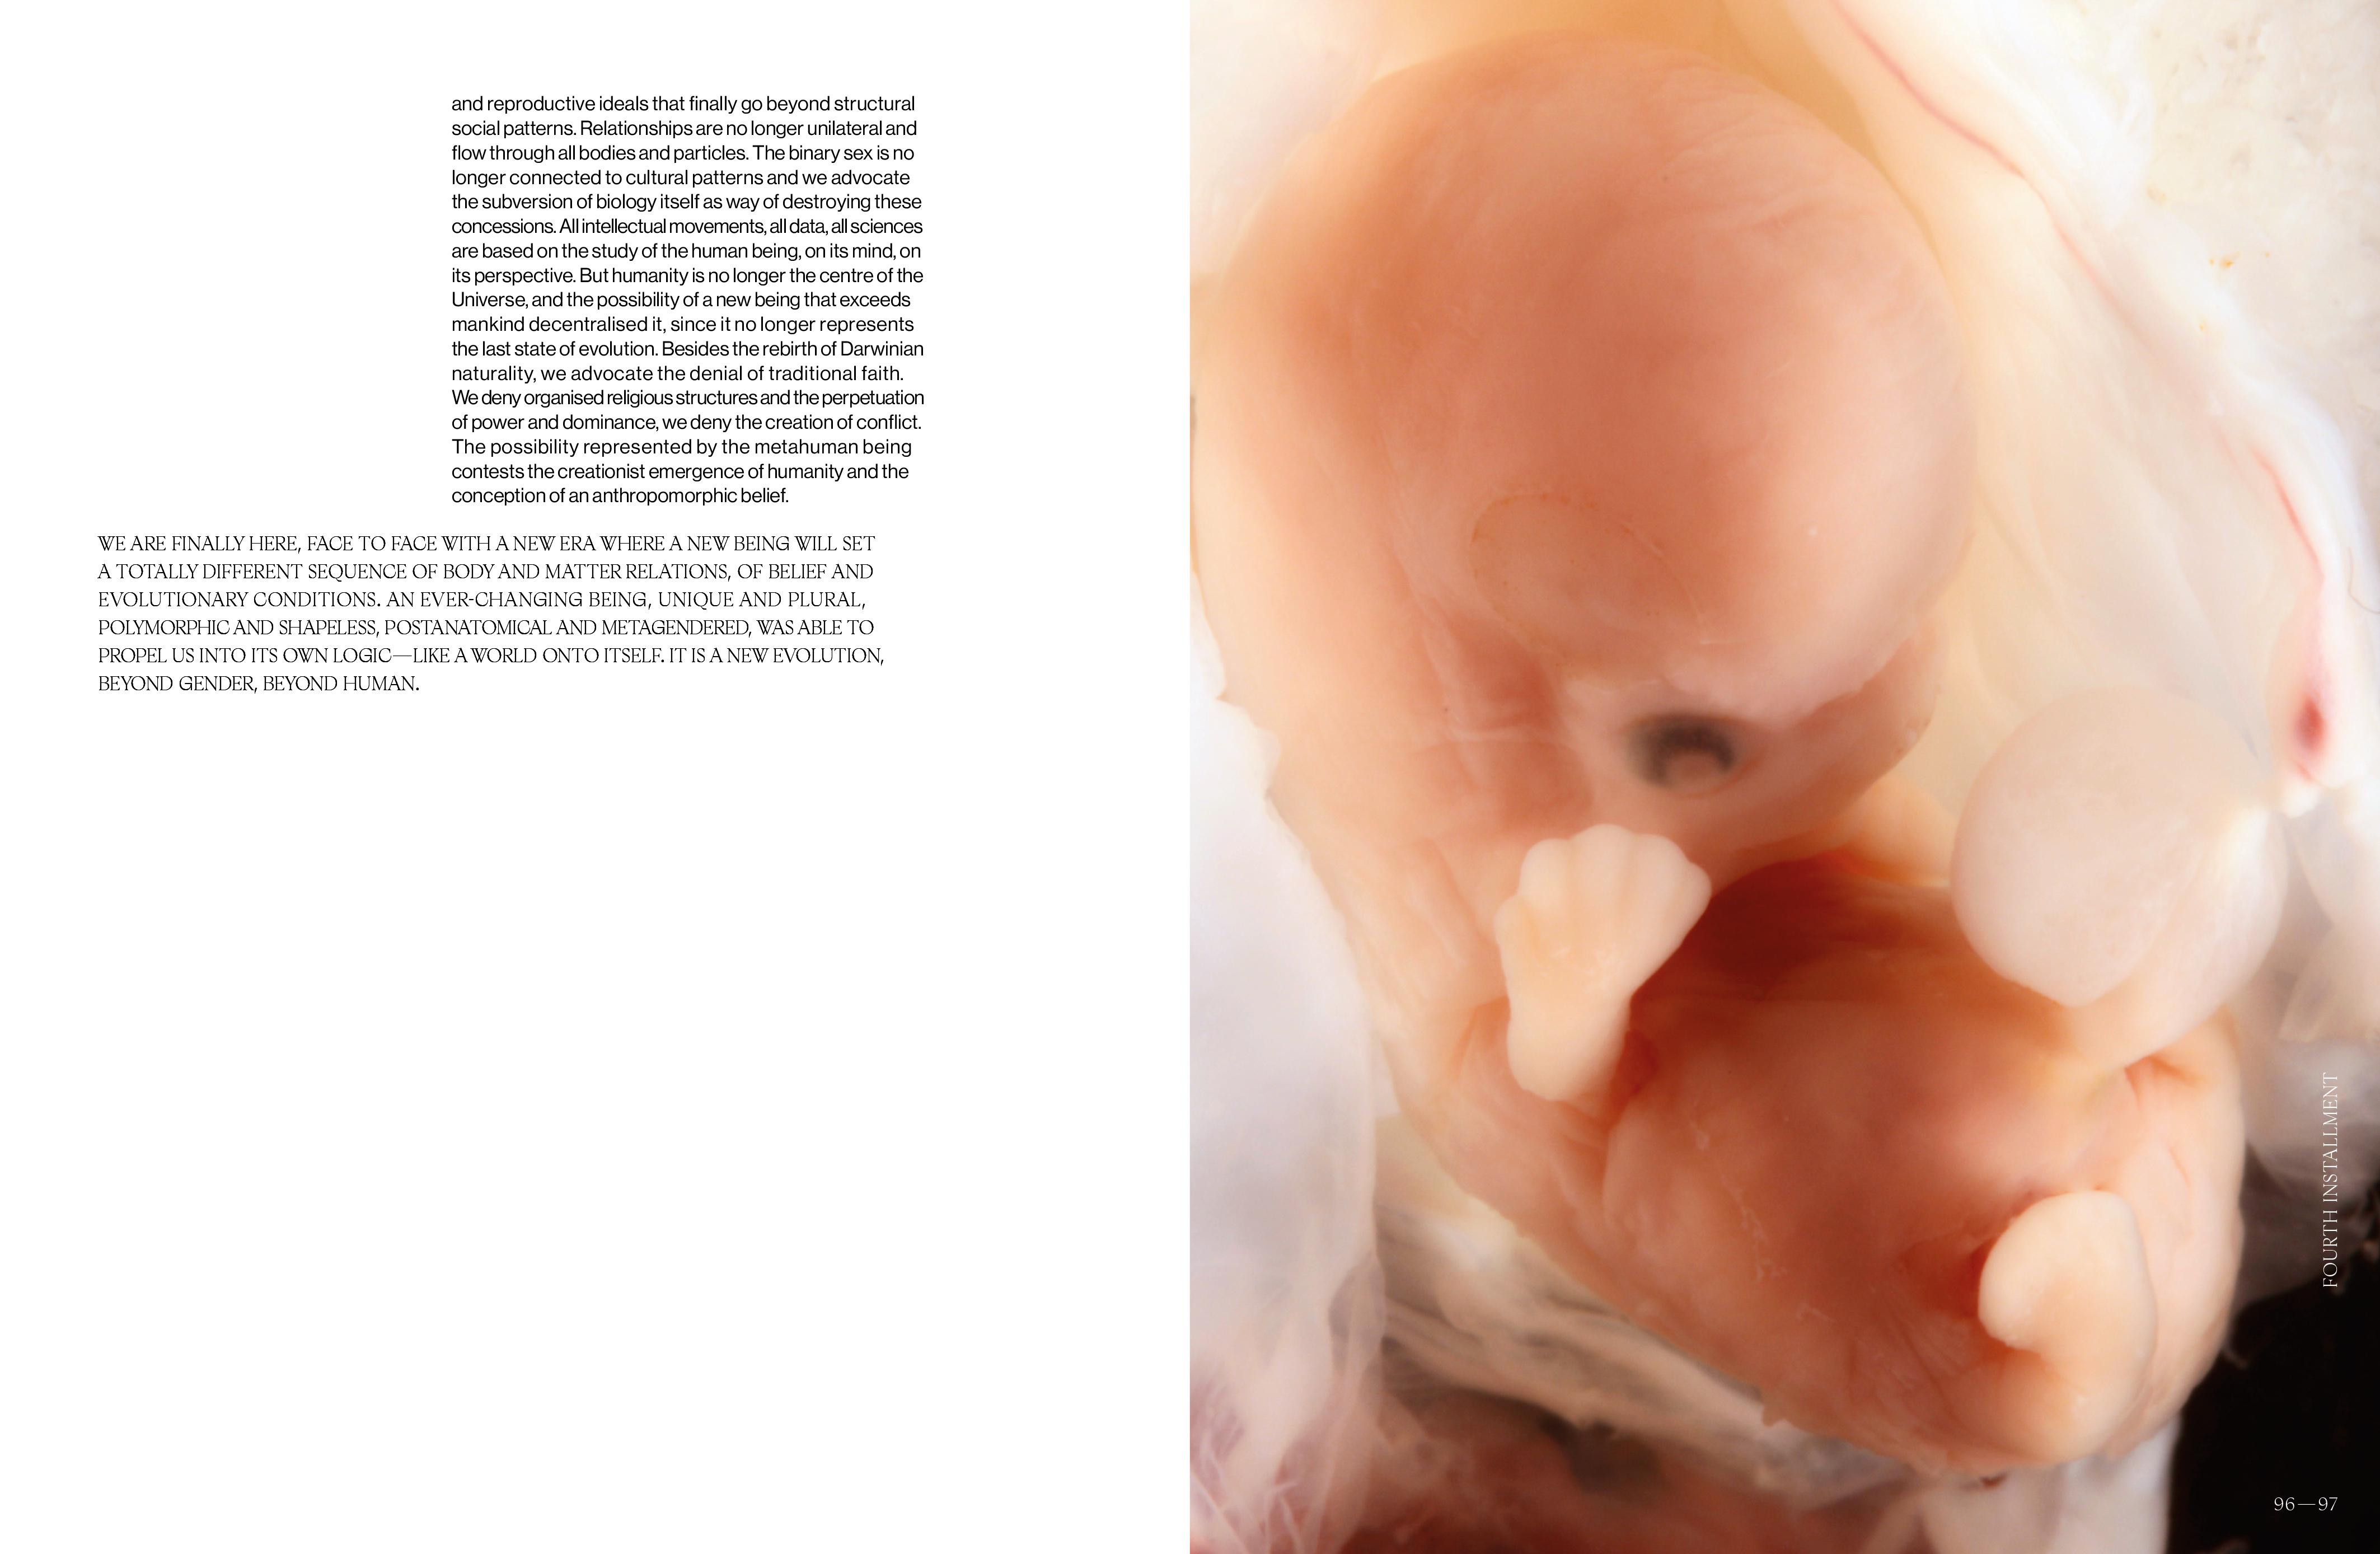 and reproductive ideals that finally go beyond structural
social patterns. Relationships are no longer unilateral and
flow through all bodies and particles. The binary sex is no
longer connected to cultural patterns and we advocate
the subversion of biology itself as way of destroying these
concessions. All intellectual movements, all data, all sciences
are based on the study of the human being, on its mind, on
its perspective. But humanity is no longer the centre of the
Universe, and the possibility of a new being that exceeds
mankind decentralised it, since it no longer represents
the last state of evolution. Besides the rebirth of Darwinian
naturality, we advocate the denial of traditional faith.
We deny organised religious structures and the perpetuation
of power and dominance, we deny the creation of conflict.
The possibility represented by the metahuman being
contests the creationist emergence of humanity and the
conception of an anthropomorphic belief.
WE ARE FINALLY HERE, FACE TO FACE WITH A NEW ERA WHERE A NEW BEING WILL SET
A TOTALLY DIFFERENT SEQUENCE OF BODY AND MATTER RELATIONS, OF BELIEF AND
EVOLUTIONARY CONDITIONS. AN EVER-CHANGING BEING, UNIQUE AND PLURAL,
POLYMORPHIC AND SHAPELESS, POSTANATOMICAL AND METAGENDERED, WAS ABLE TO
PROPEL US INTO ITS OWN LOGIC—LIKE A WORLD ONTO ITSELF. IT IS A NEW EVOLUTION,
BEYOND GENDER, BEYOND HUMAN.
FOURTH INSTALLMENT
96—97